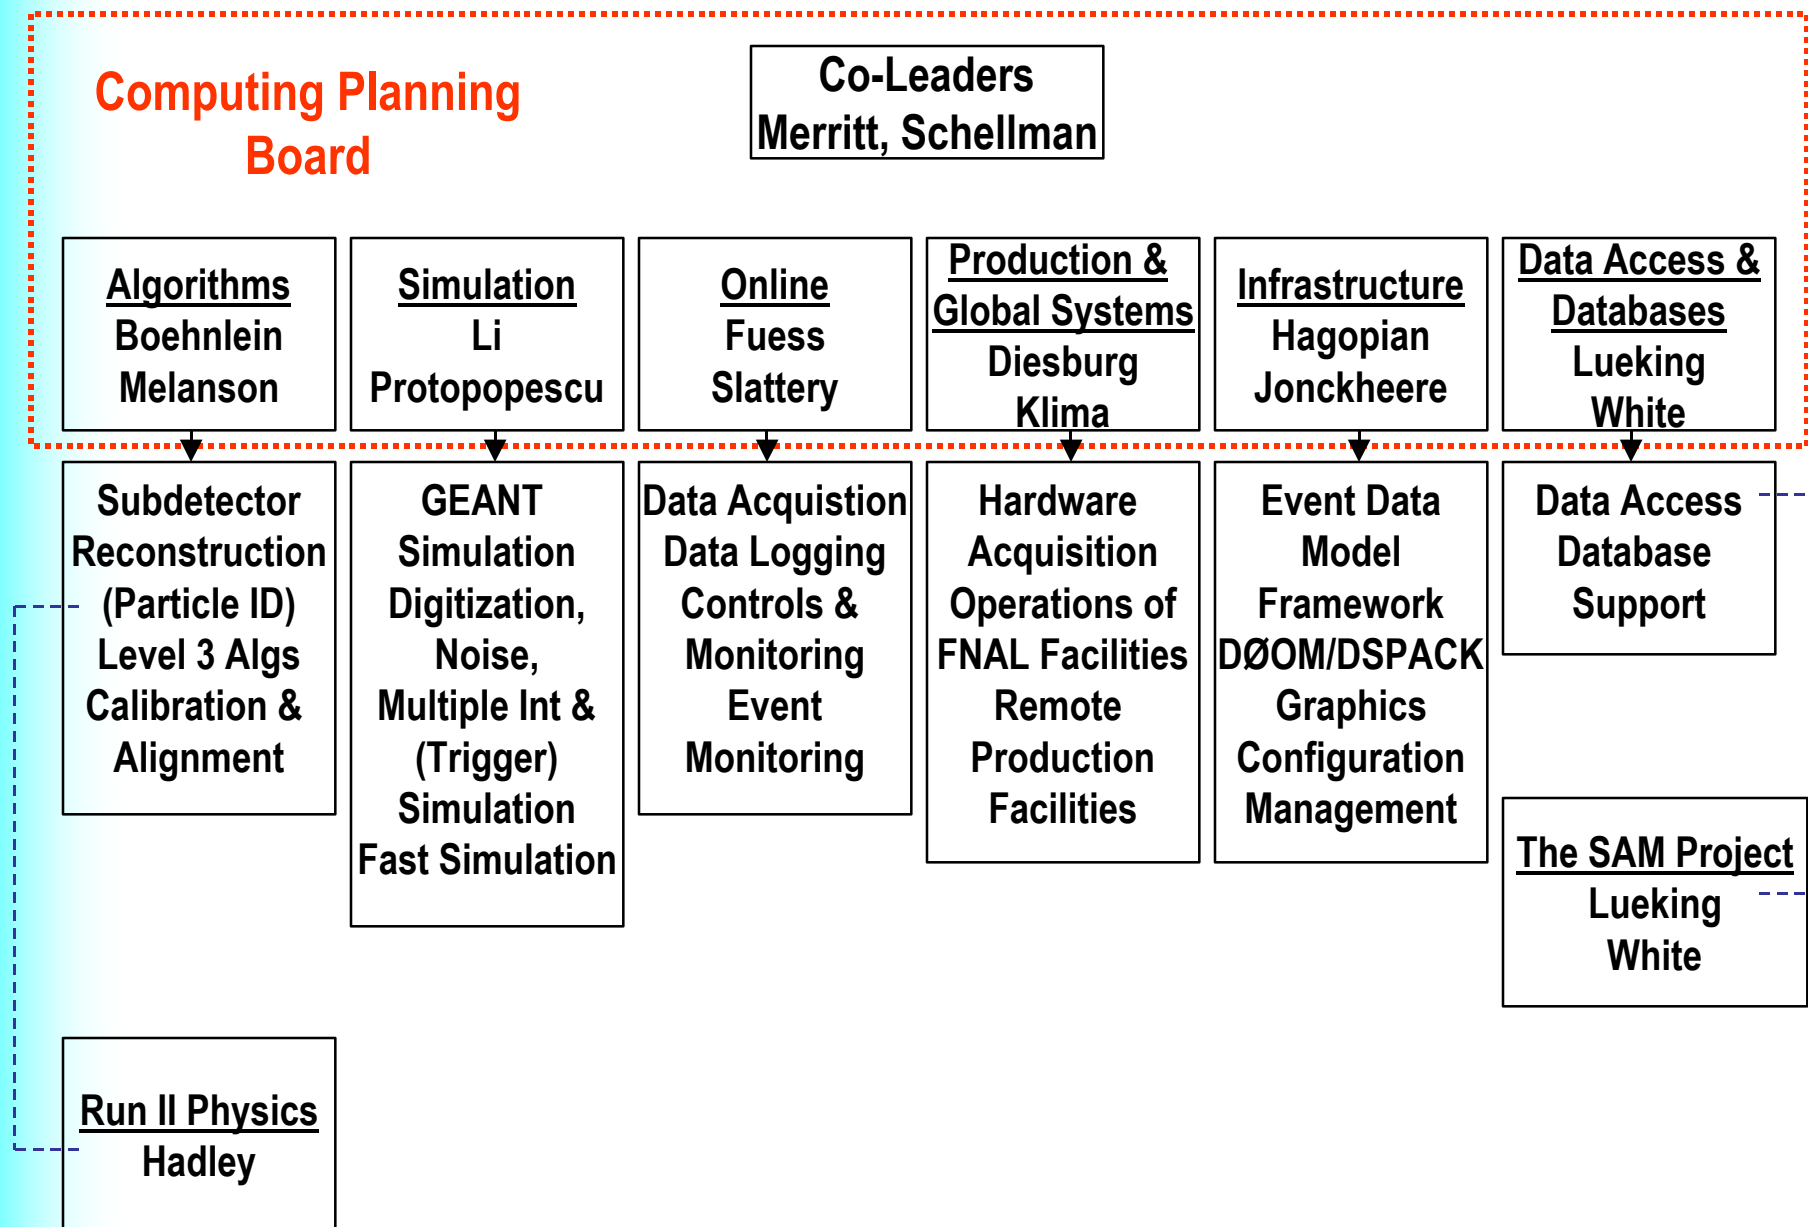 Computing Planning
Board
Co-Leaders
Merritt, Schellman
Algorithms
Boehnlein
Melanson
Simulation
Li
Protopopescu
Online
Fuess
Slattery
Production &
Global Systems
Diesburg
Klima
Infrastructure
Hagopian
Jonckheere
Data Access &
Databases
Lueking
White
Subdetector
Reconstruction
(Particle ID)
Level 3 Algs
Calibration &
Alignment
GEANT
Simulation
Digitization,
Noise,
Multiple Int &
(Trigger)
Simulation
Fast Simulation
Data Acquistion
Data Logging
Controls &
Monitoring
Event
Monitoring
Hardware
Acquisition
Operations of
FNAL Facilities
Remote
Production
Facilities
Event Data
Model
Framework
DØOM/DSPACK
Graphics
Configuration
Management
Data Access
Database
Support
The SAM Project
Lueking
White
Run II Physics
Hadley